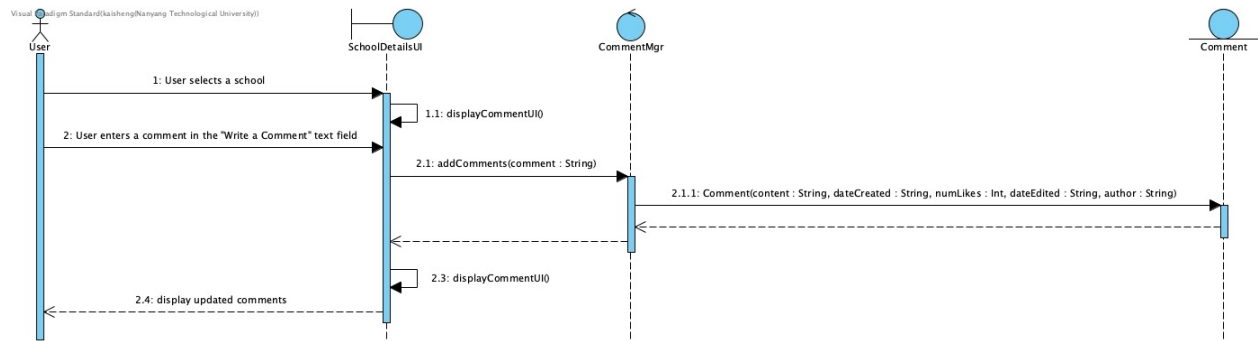 Visual Paradigm Standard(kaisheng(Nanyang Technological University))
User
SchoolDetailsUI
CommentMgr
Comment
1: User selects a school
1.1: displayCommentUI()
2: User enters a comment in the "Write a Comment" text field
2.1: addComments(comment : String)
2.1.1: Comment(content : String, dateCreated : String, numLikes : Int, dateEdited : String, author : String)
2.3: displayCommentUI()
2.4: display updated comments